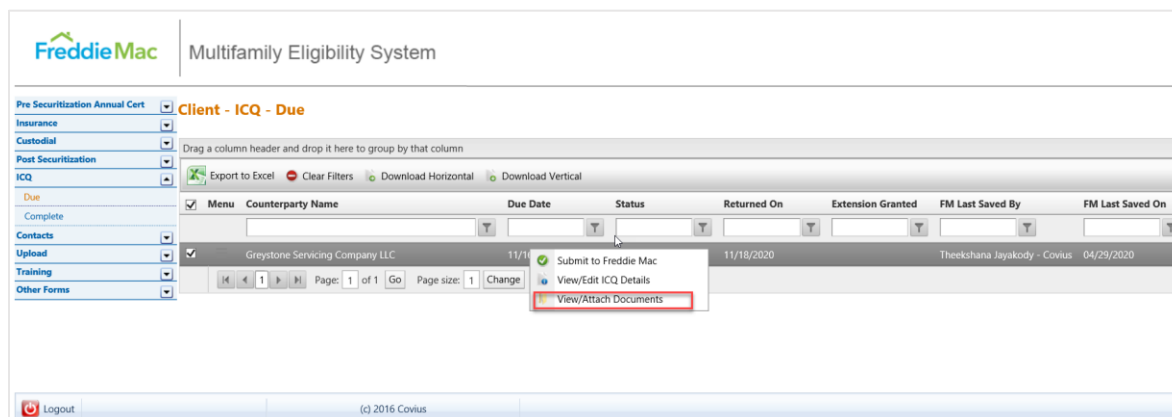 Freddie Mac
Multifamily Eligibility System
Pre Securitization Annual Cert
Insurance
Custodial
Post Securitization
ICQ
Due
Complete
Contacts
Upload
Training
Other Forms
Client - ICQ - Due
Drag a column header and drop it here to group by that column
Export to Excel Clear Filters Download Horizontal Download Vertical
Menu Counterparty Name Due Date Status Returned On Extension Granted FM Last Saved By FM Last Saved On
Greystone Servicing Company LLC 11/1 11/18/2020 Theekshana Jayakody - Covius 04/29/2020
Submit to Freddie Mac
View/Edit ICQ Details
View/Attach Documents
1 Page: 1 of 1 Go Page size: 1 Change
Logout (c) 2016 Covius